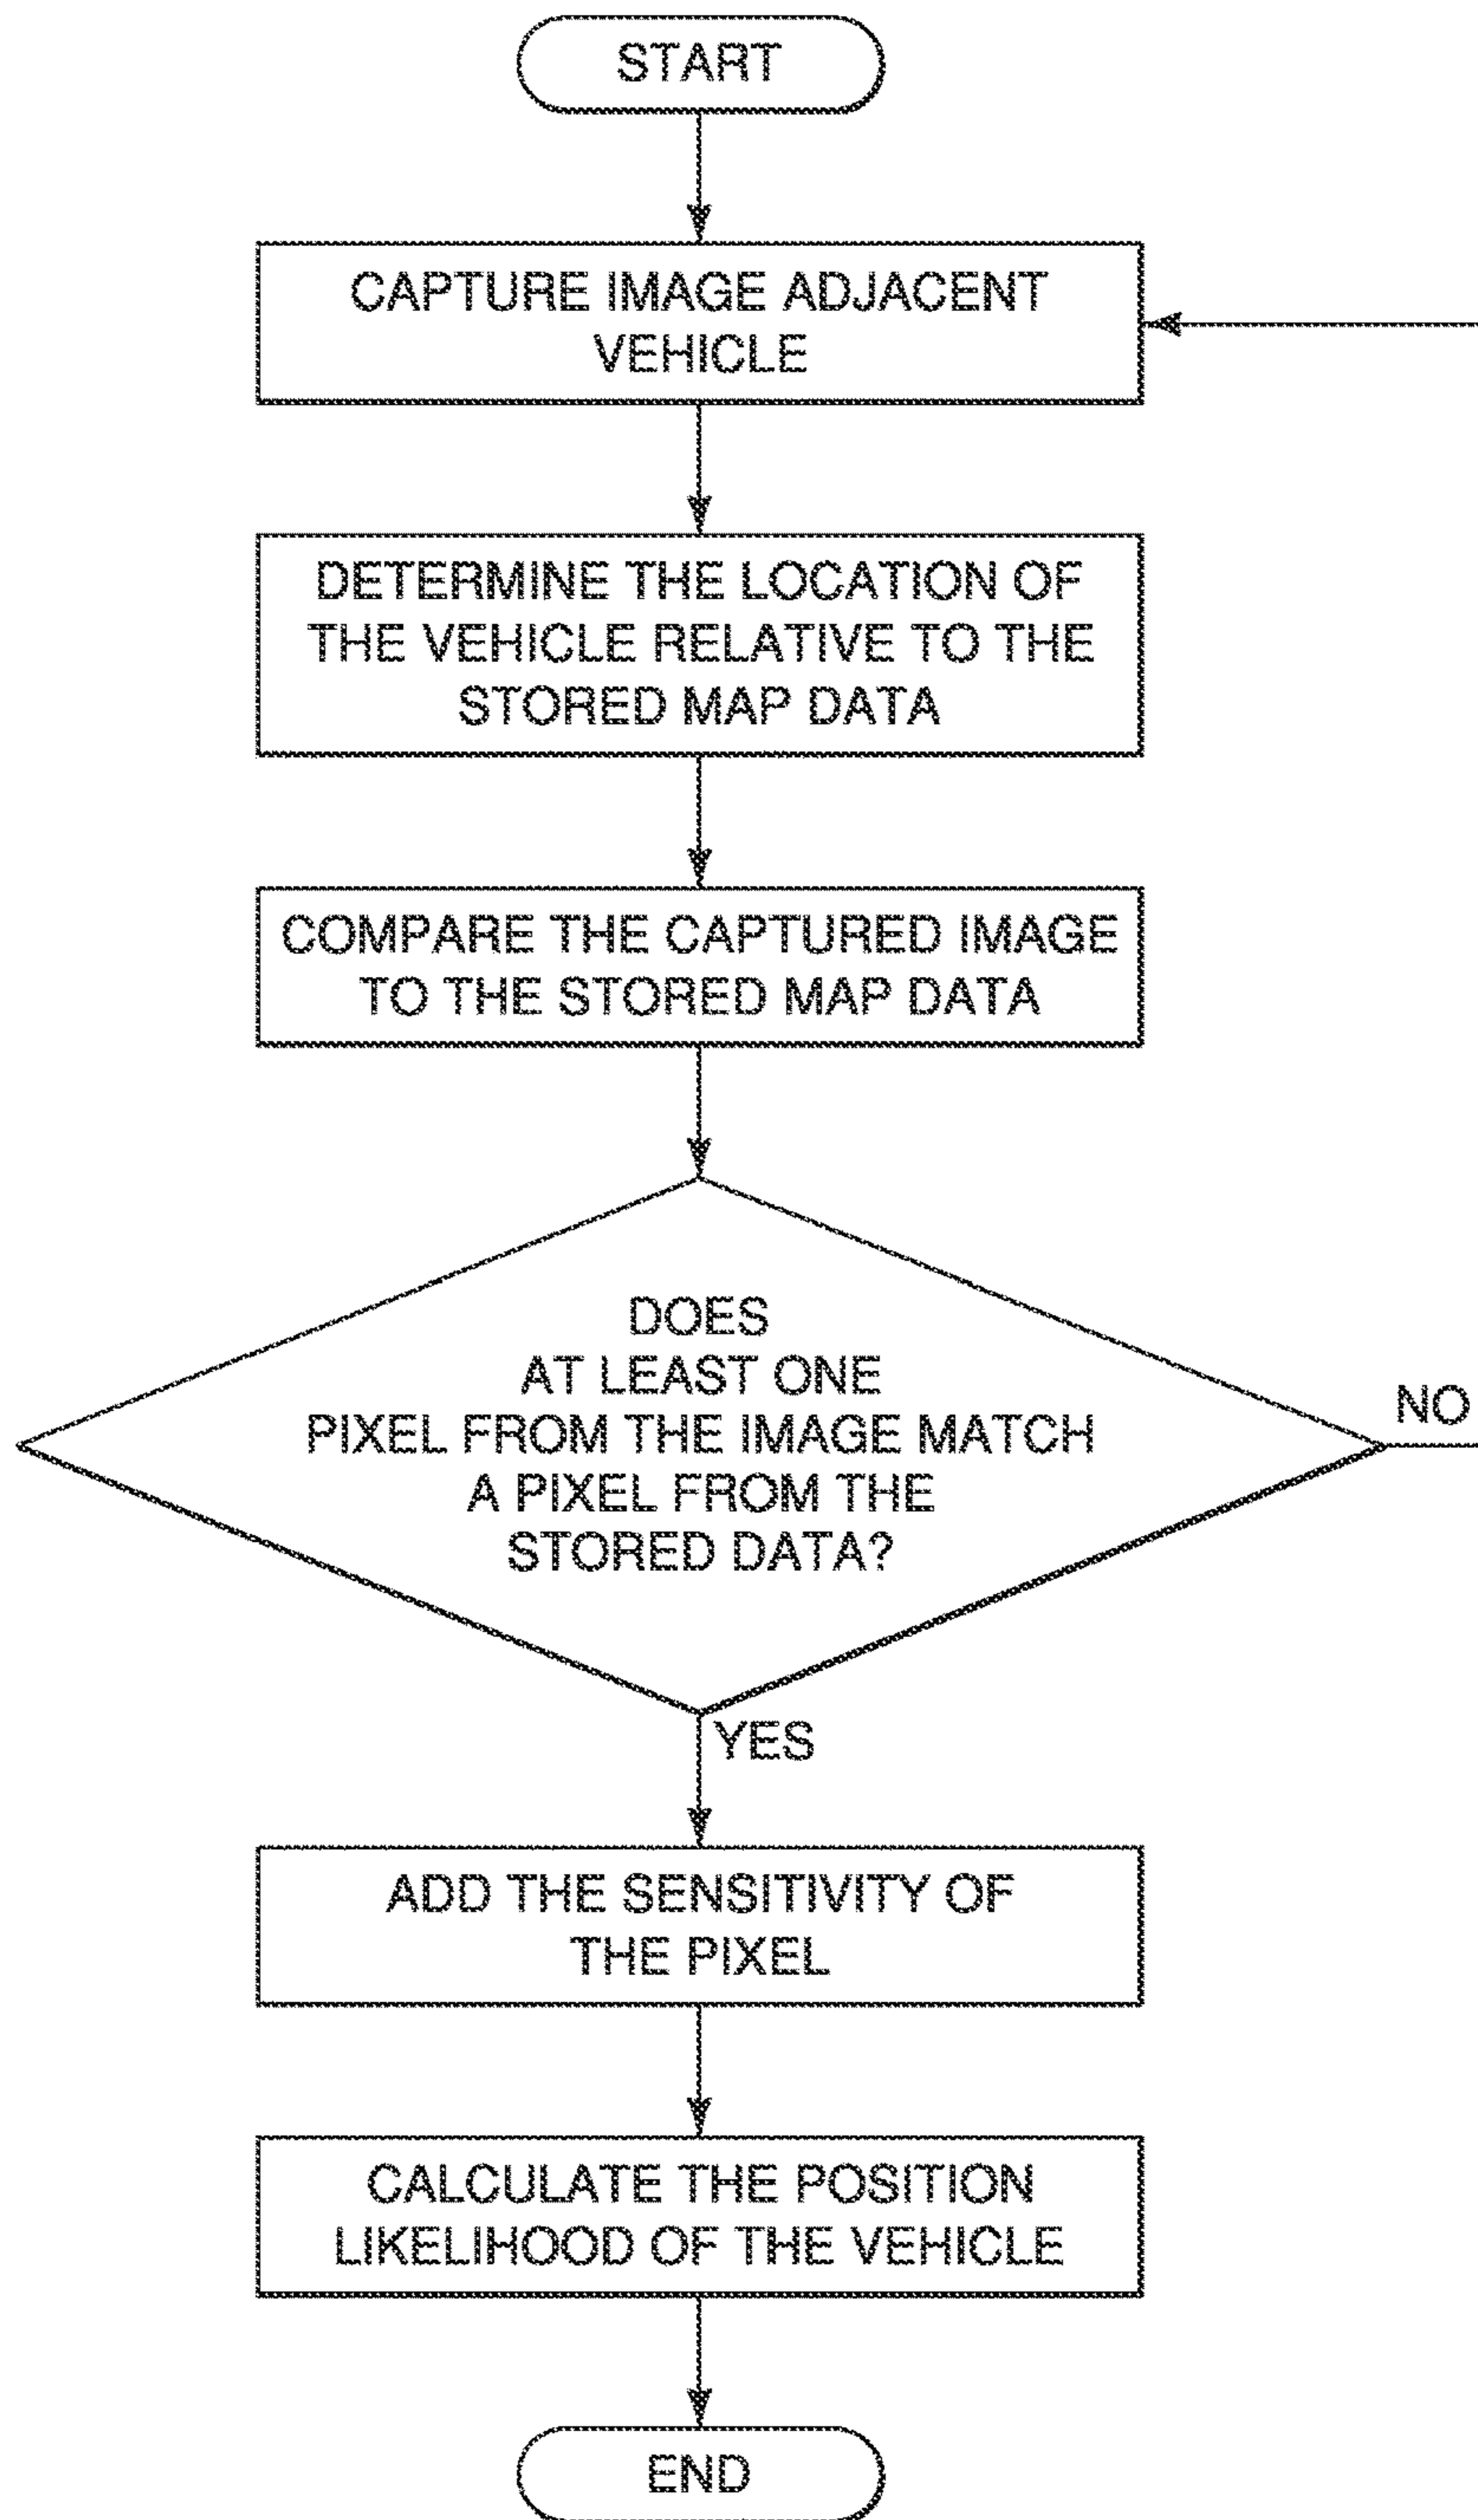 START
CAPTURE IMAGE ADJACENT
VEHICLE
DETERMINE THE LOCATION OF
THE VEHICLE RELATIVE TO THE
STORED MAP DATA
COMPARE THE CAPTURED IMAGE
TO THE STORED MAP DATA
DOES
AT LEAST ONE
PIXEL FROM THE IMAGE MATCH
A PIXEL FROM THE
STORED DATA?
NO
YES
ADD THE SENSITIVITY OF
THE PIXEL
CALCULATE THE POSITION
LIKELIHOOD OF THE VEHICLE
END